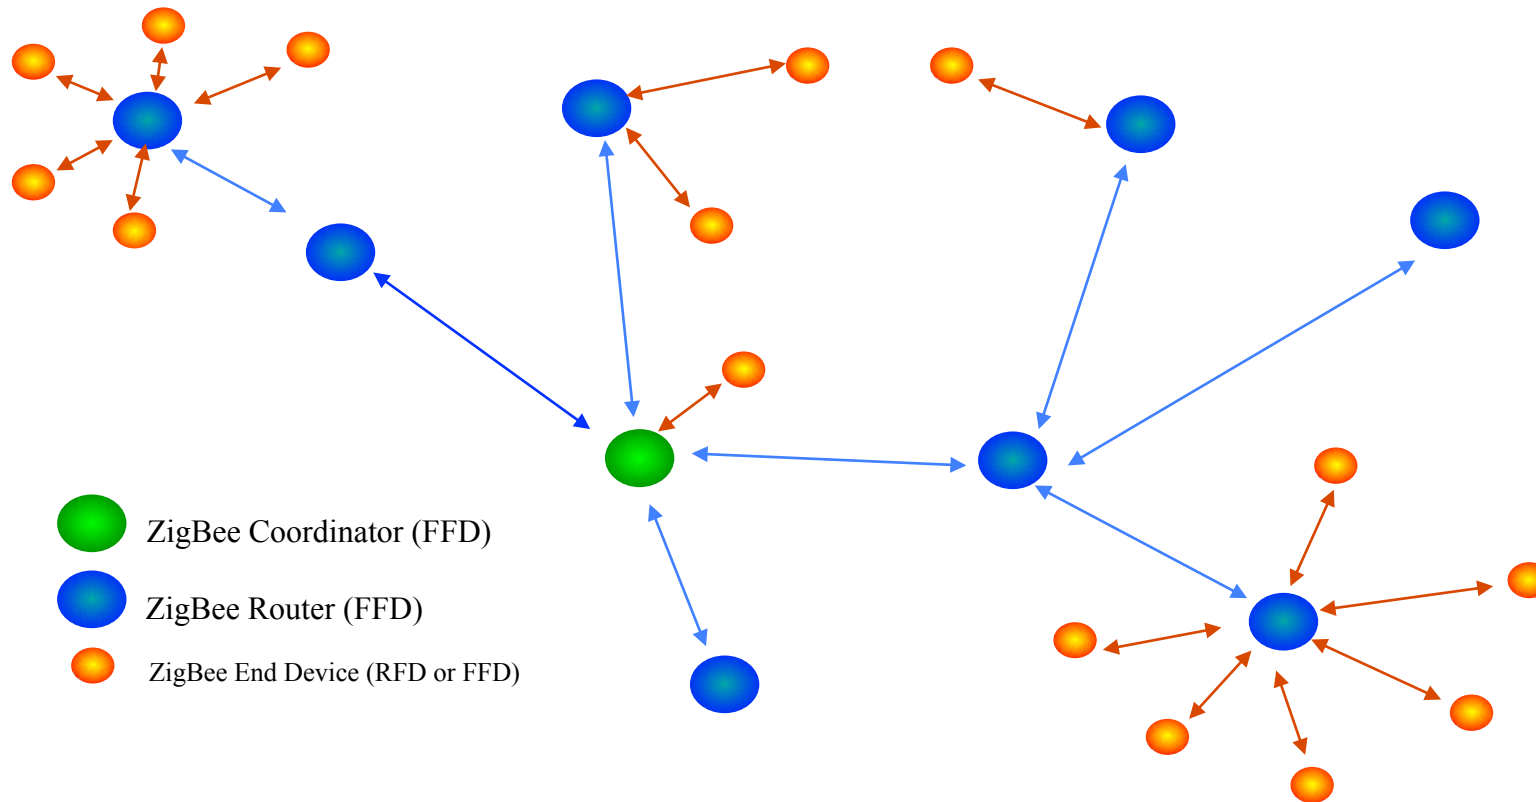 ZigBee Coordinator (FFD)
ZigBee Router (FFD)
ZigBee End Device (RFD or FFD)